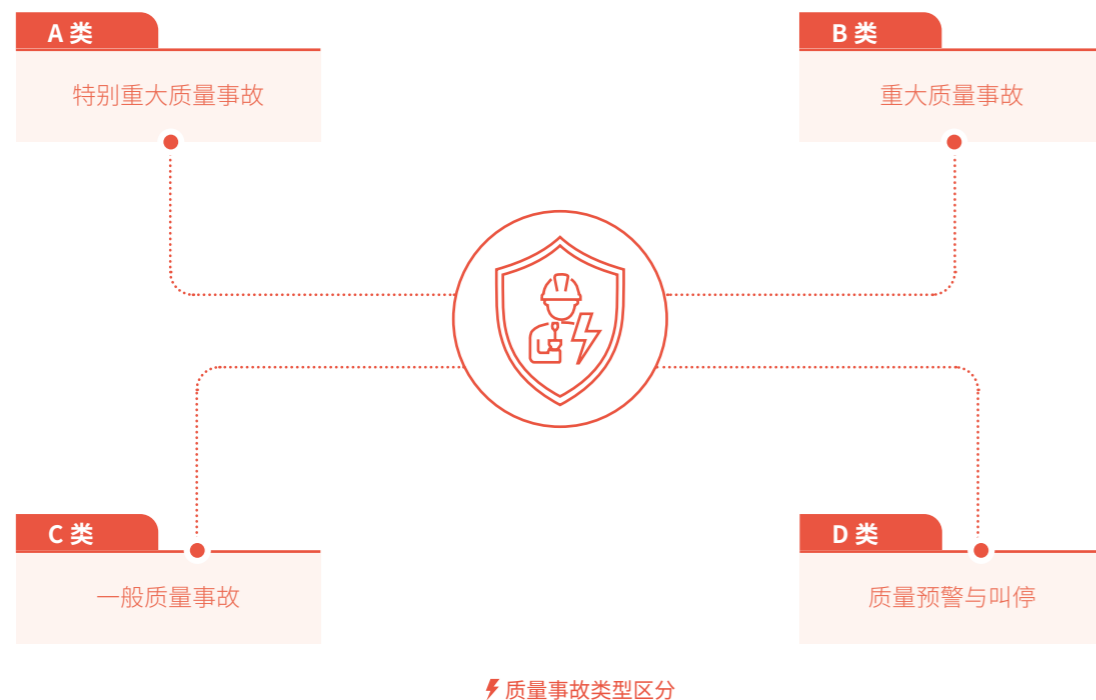 A 类
特别重大质量事故
B 类
重大质量事故
C 类
一般质量事故
D 类
质量预警与叫停
质量事故类型区分